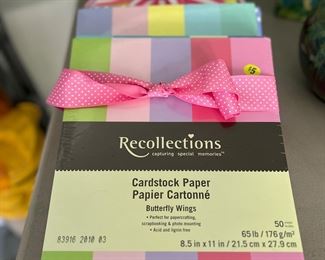 $5
Recollections
capturing special memories™
Cardstock Paper
Papier Cartonné
Butterfly Wings
• Perfect for papercrafting,
scrapbooking & photo mounting
• Acid and lignin free
50
65 lb / 176 g/m²
8.5 in x 11 in / 21.5 cm x 27.9 cm
83916 2010 03